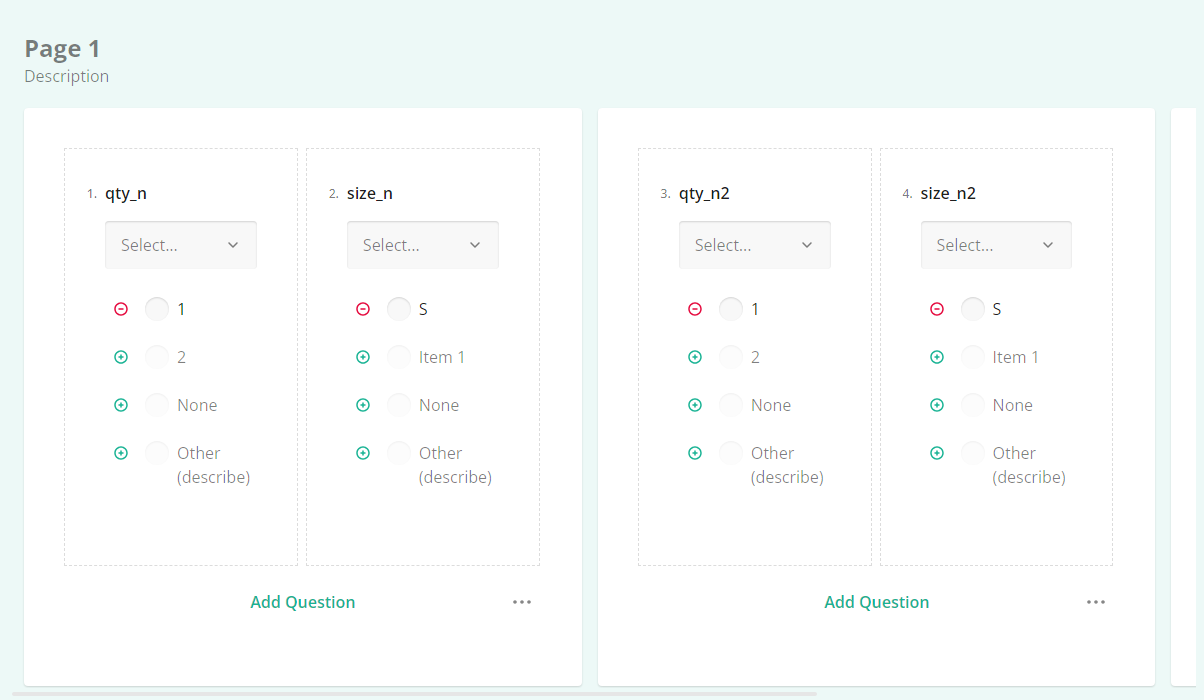 Page 1
Description
1. qty_n
Select...
1
2
None
Other
(describe)
2. size_n
Select...
S
Item 1
None
Other
(describe)
Add Question
3. qty_n2
Select...
1
2
None
Other
(describe)
4. size_n2
Select...
S
Item 1
None
Other
(describe)
Add Question